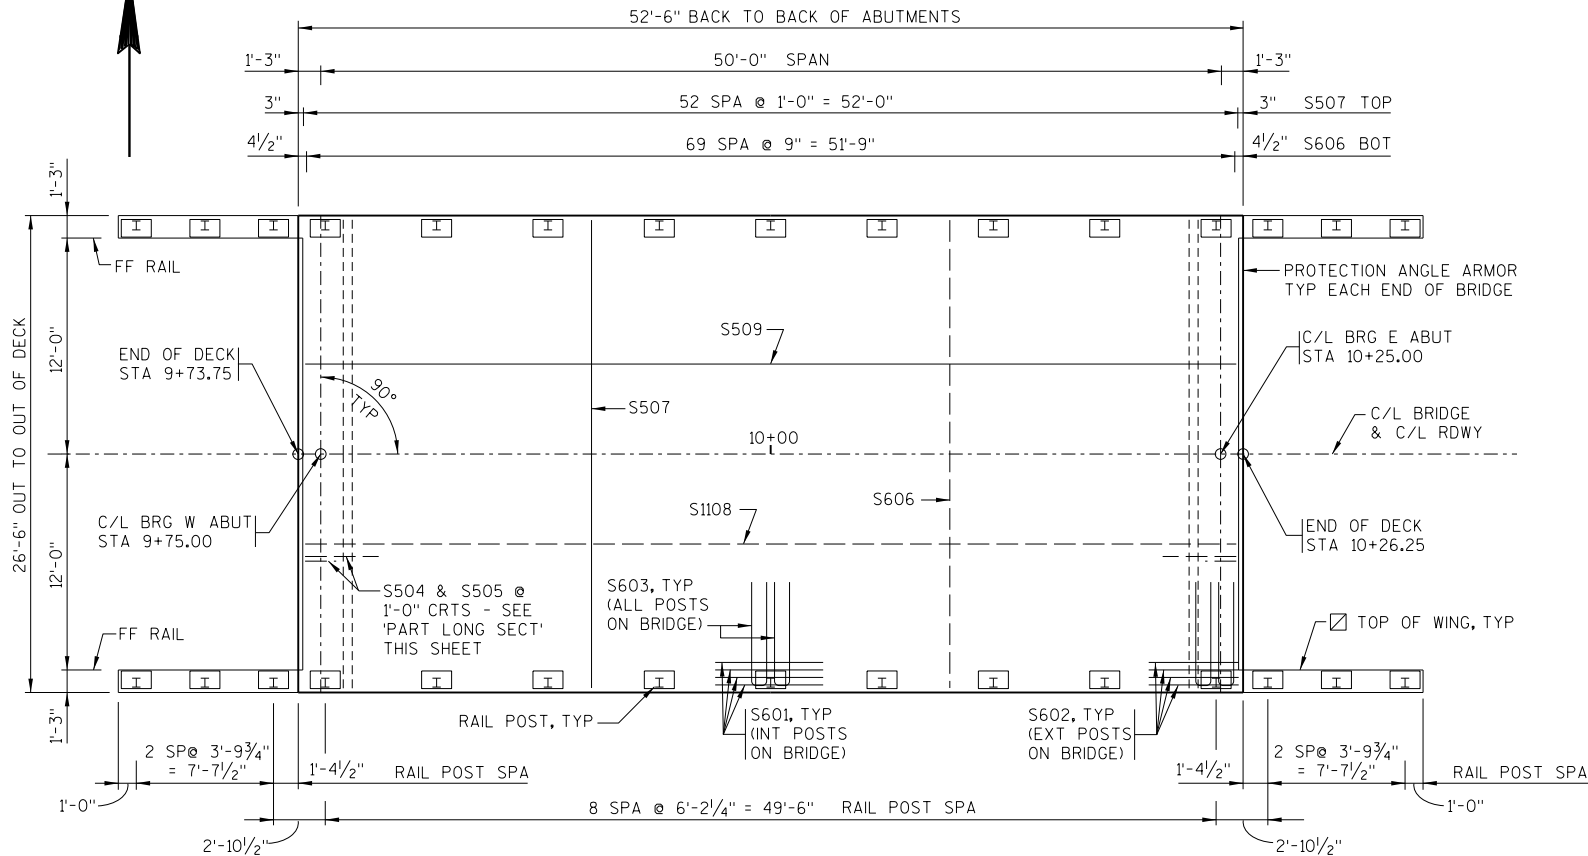 52'-6" BACK TO BACK OF ABUTMENTS
1'-3"
50'-0" SPAN
1'-3"
3"
52 SPA @ 1'-0" = 52'-0"
3"
S507 TOP
4½"
69 SPA @ 9" = 51'-9"
4½"
S606 BOT
1'-3"
FF RAIL
PROTECTION ANGLE ARMOR
TYP EACH END OF BRIDGE
26'-6" OUT TO OUT OF DECK
12'-0"
S509
END OF DECK
STA 9+73.75
C/L BRG E ABUT
STA 10+25.00
90°
TYP
S507
10+00
C/L BRIDGE
& C/L RDWY
S606
S1108
C/L BRG W ABUT
STA 9+75.00
END OF DECK
STA 10+26.25
12'-0"
S504 & S505 @
1'-0" CRTS - SEE
'PART LONG SECT'
THIS SHEET
S603, TYP
(ALL POSTS
ON BRIDGE)
FF RAIL
TOP OF WING, TYP
1'-3"
RAIL POST, TYP
S601, TYP
(INT POSTS
ON BRIDGE)
S602, TYP
(EXT POSTS
ON BRIDGE)
2 SP@ 3'-9¾"
= 7'-7½"
1'-4½"
RAIL POST SPA
1'-4½"
2 SP@ 3'-9¾"
= 7'-7½"
RAIL POST SPA
1'-0"
8 SPA @ 6'-2¼" = 49'-6" RAIL POST SPA
1'-0"
2'-10½"
2'-10½"